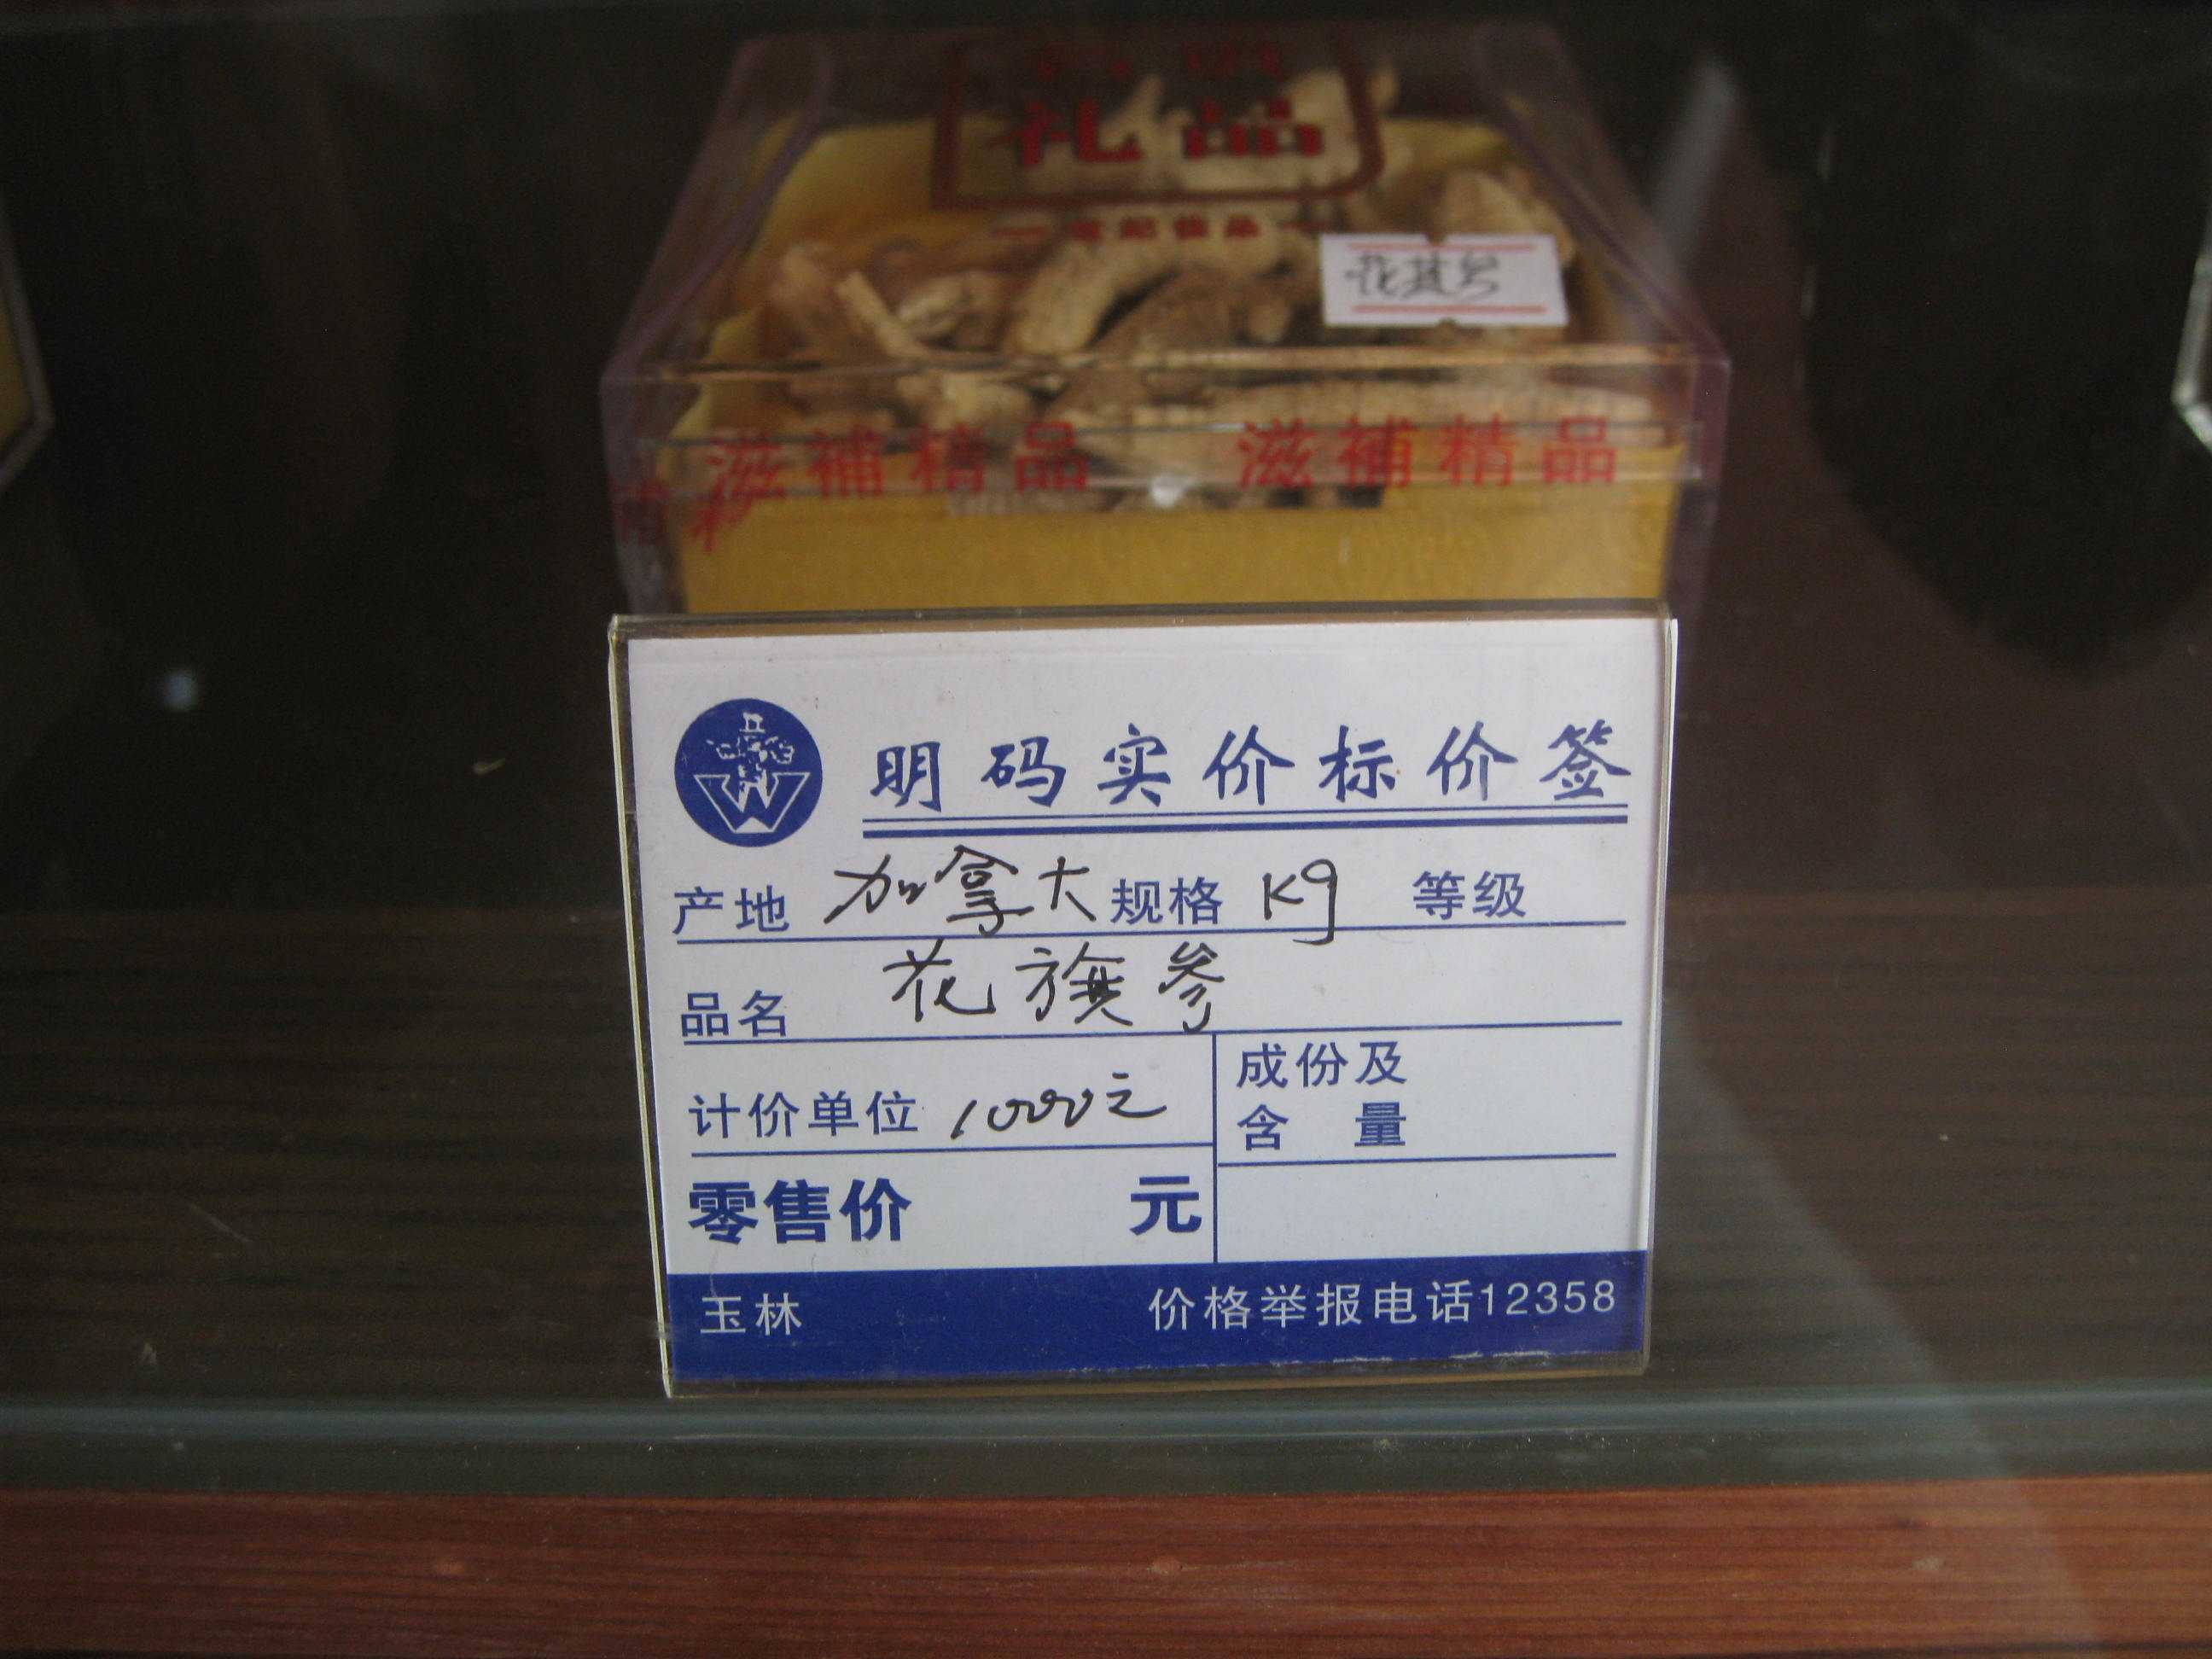 礼品
滋補精品 滋補精品
明码实价标价签
产地 加拿大 规格 Kg 等级
品名 花旗参
计价单位 1000元
成份及
含量
零售价 元
玉林 价格举报电话12358